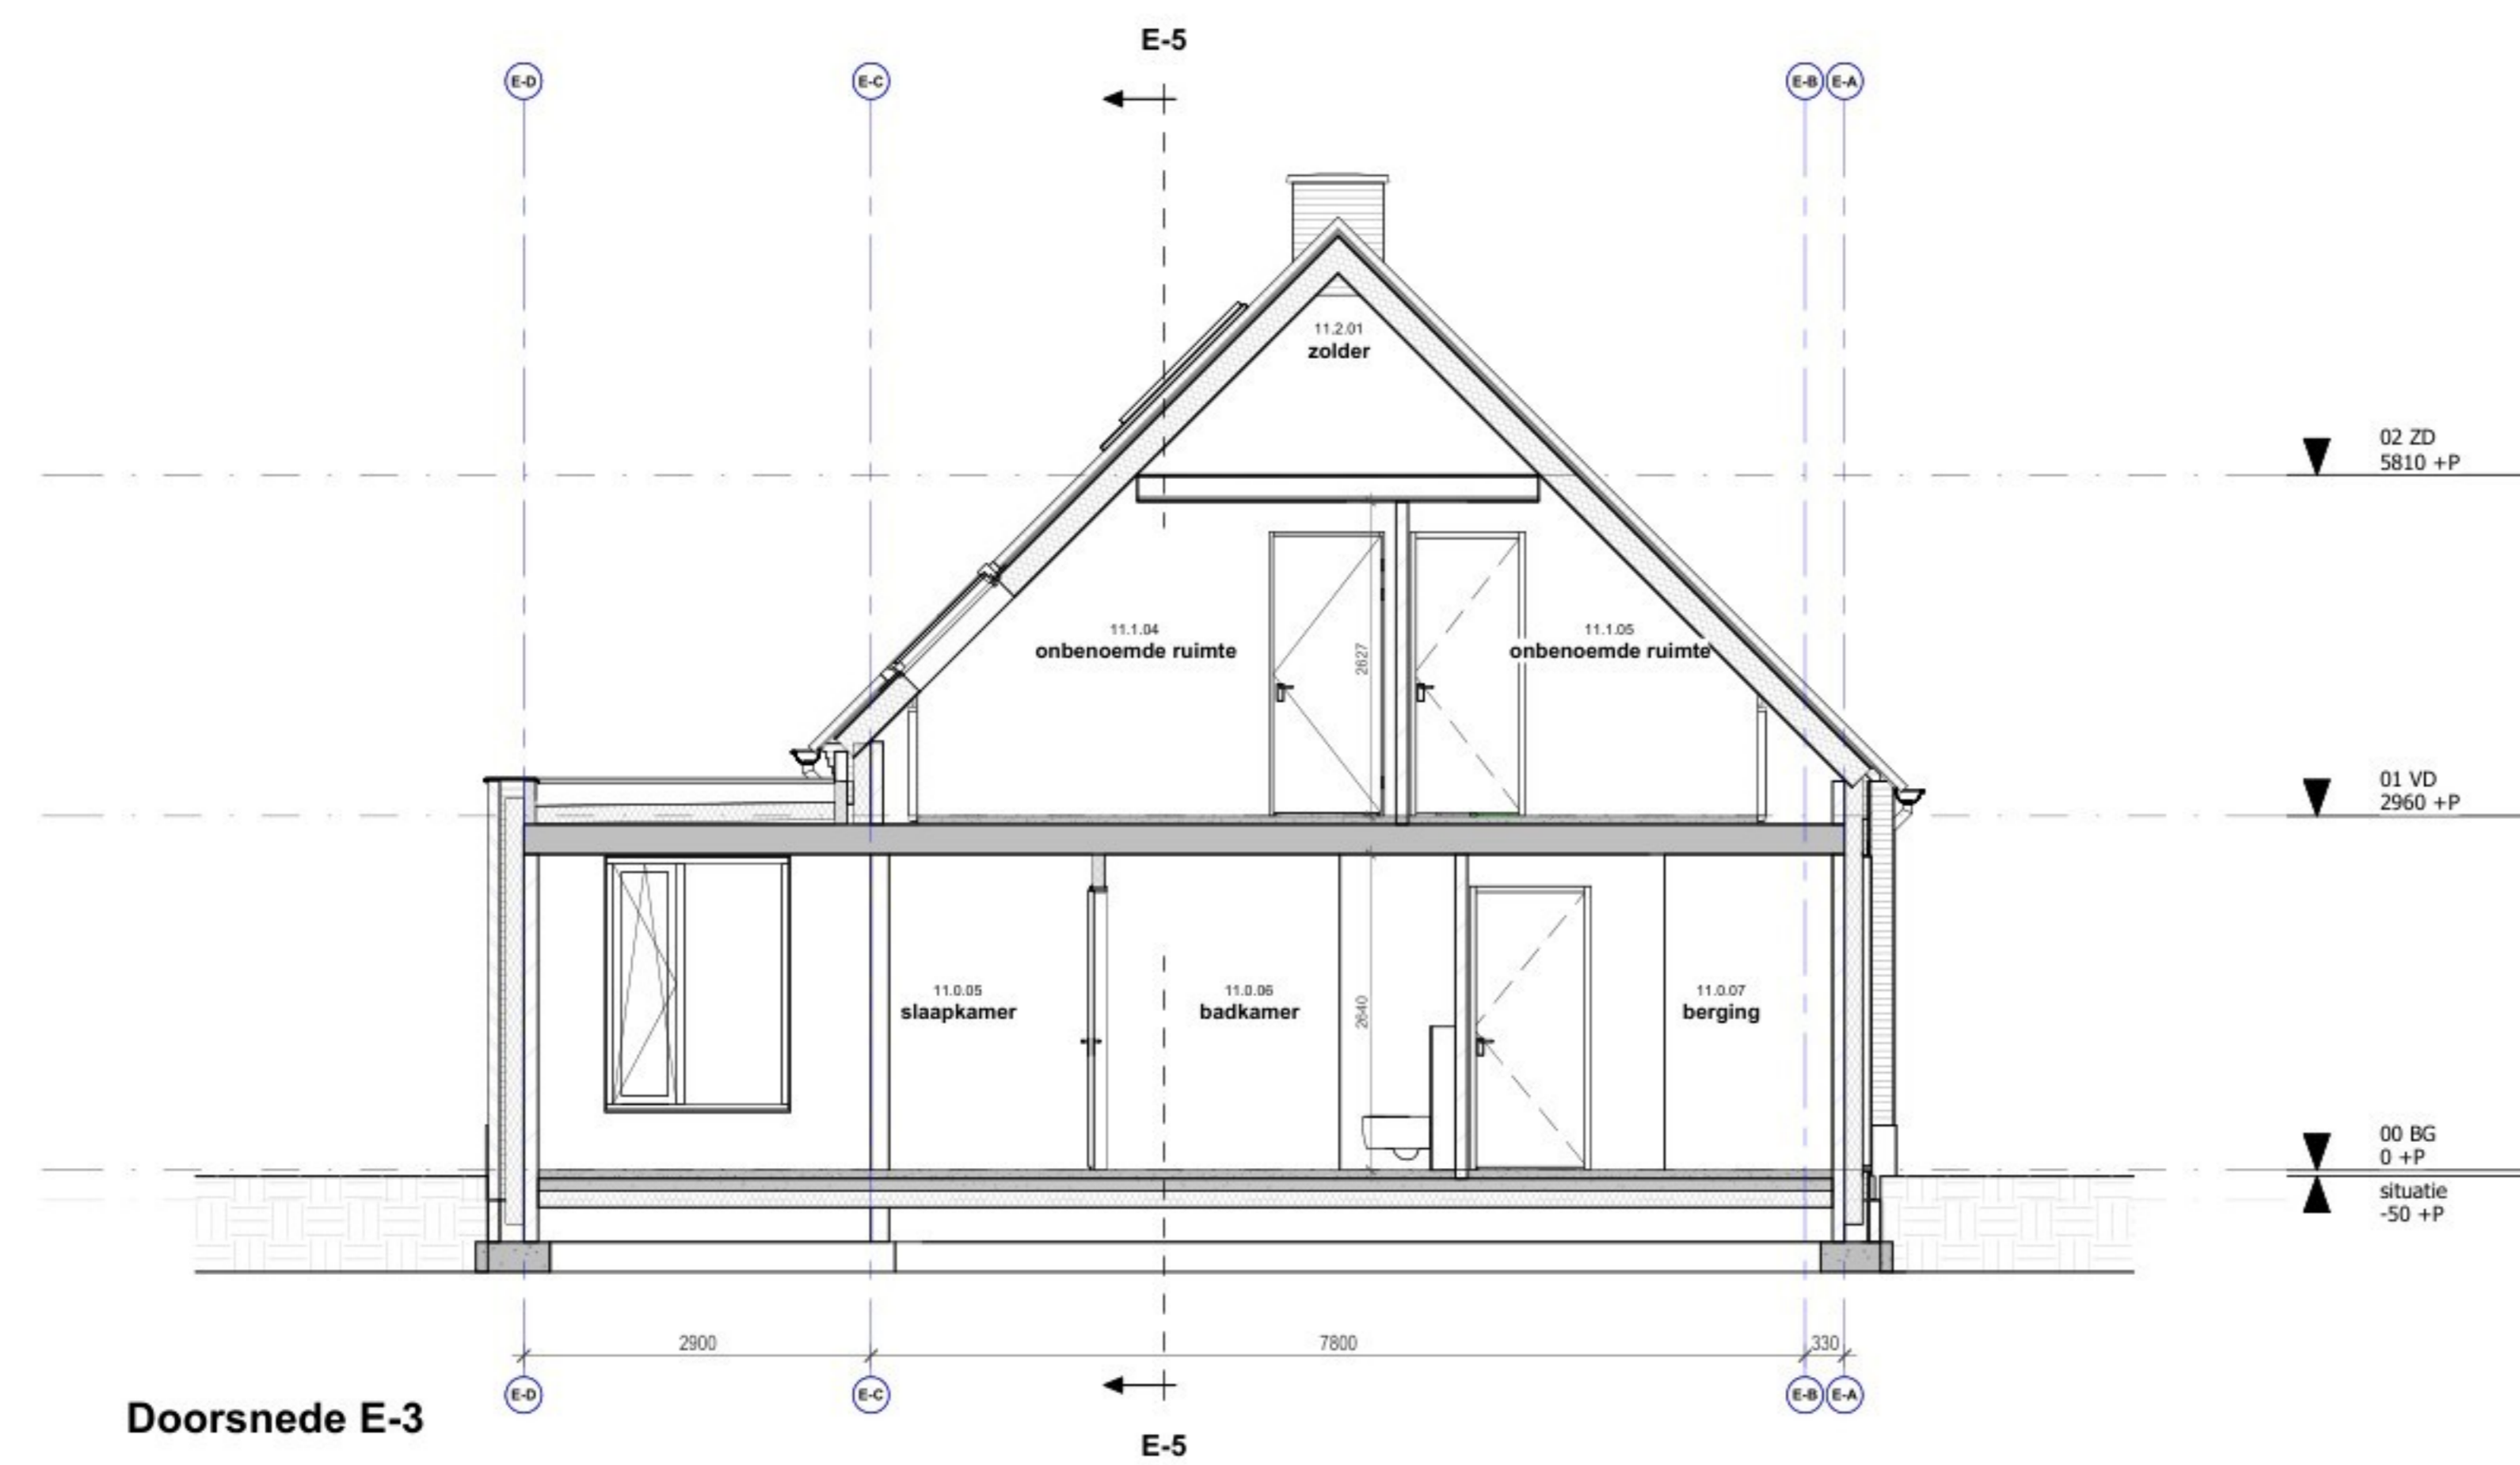 E-5
E-D
E-C
E-B
E-A
11.2.01
zolder
02 ZD
5810 +P
11.1.04
onbenoemde ruimte
2627
11.1.05
onbenoemde ruimte
01 VD
2960 +P
11.0.05
slaapkamer
11.0.06
badkamer
2640
11.0.07
berging
00 BG
0 +P
situatie
-50 +P
2900
7800
330
E-D
E-C
E-B
E-A
Doorsnede E-3
E-5